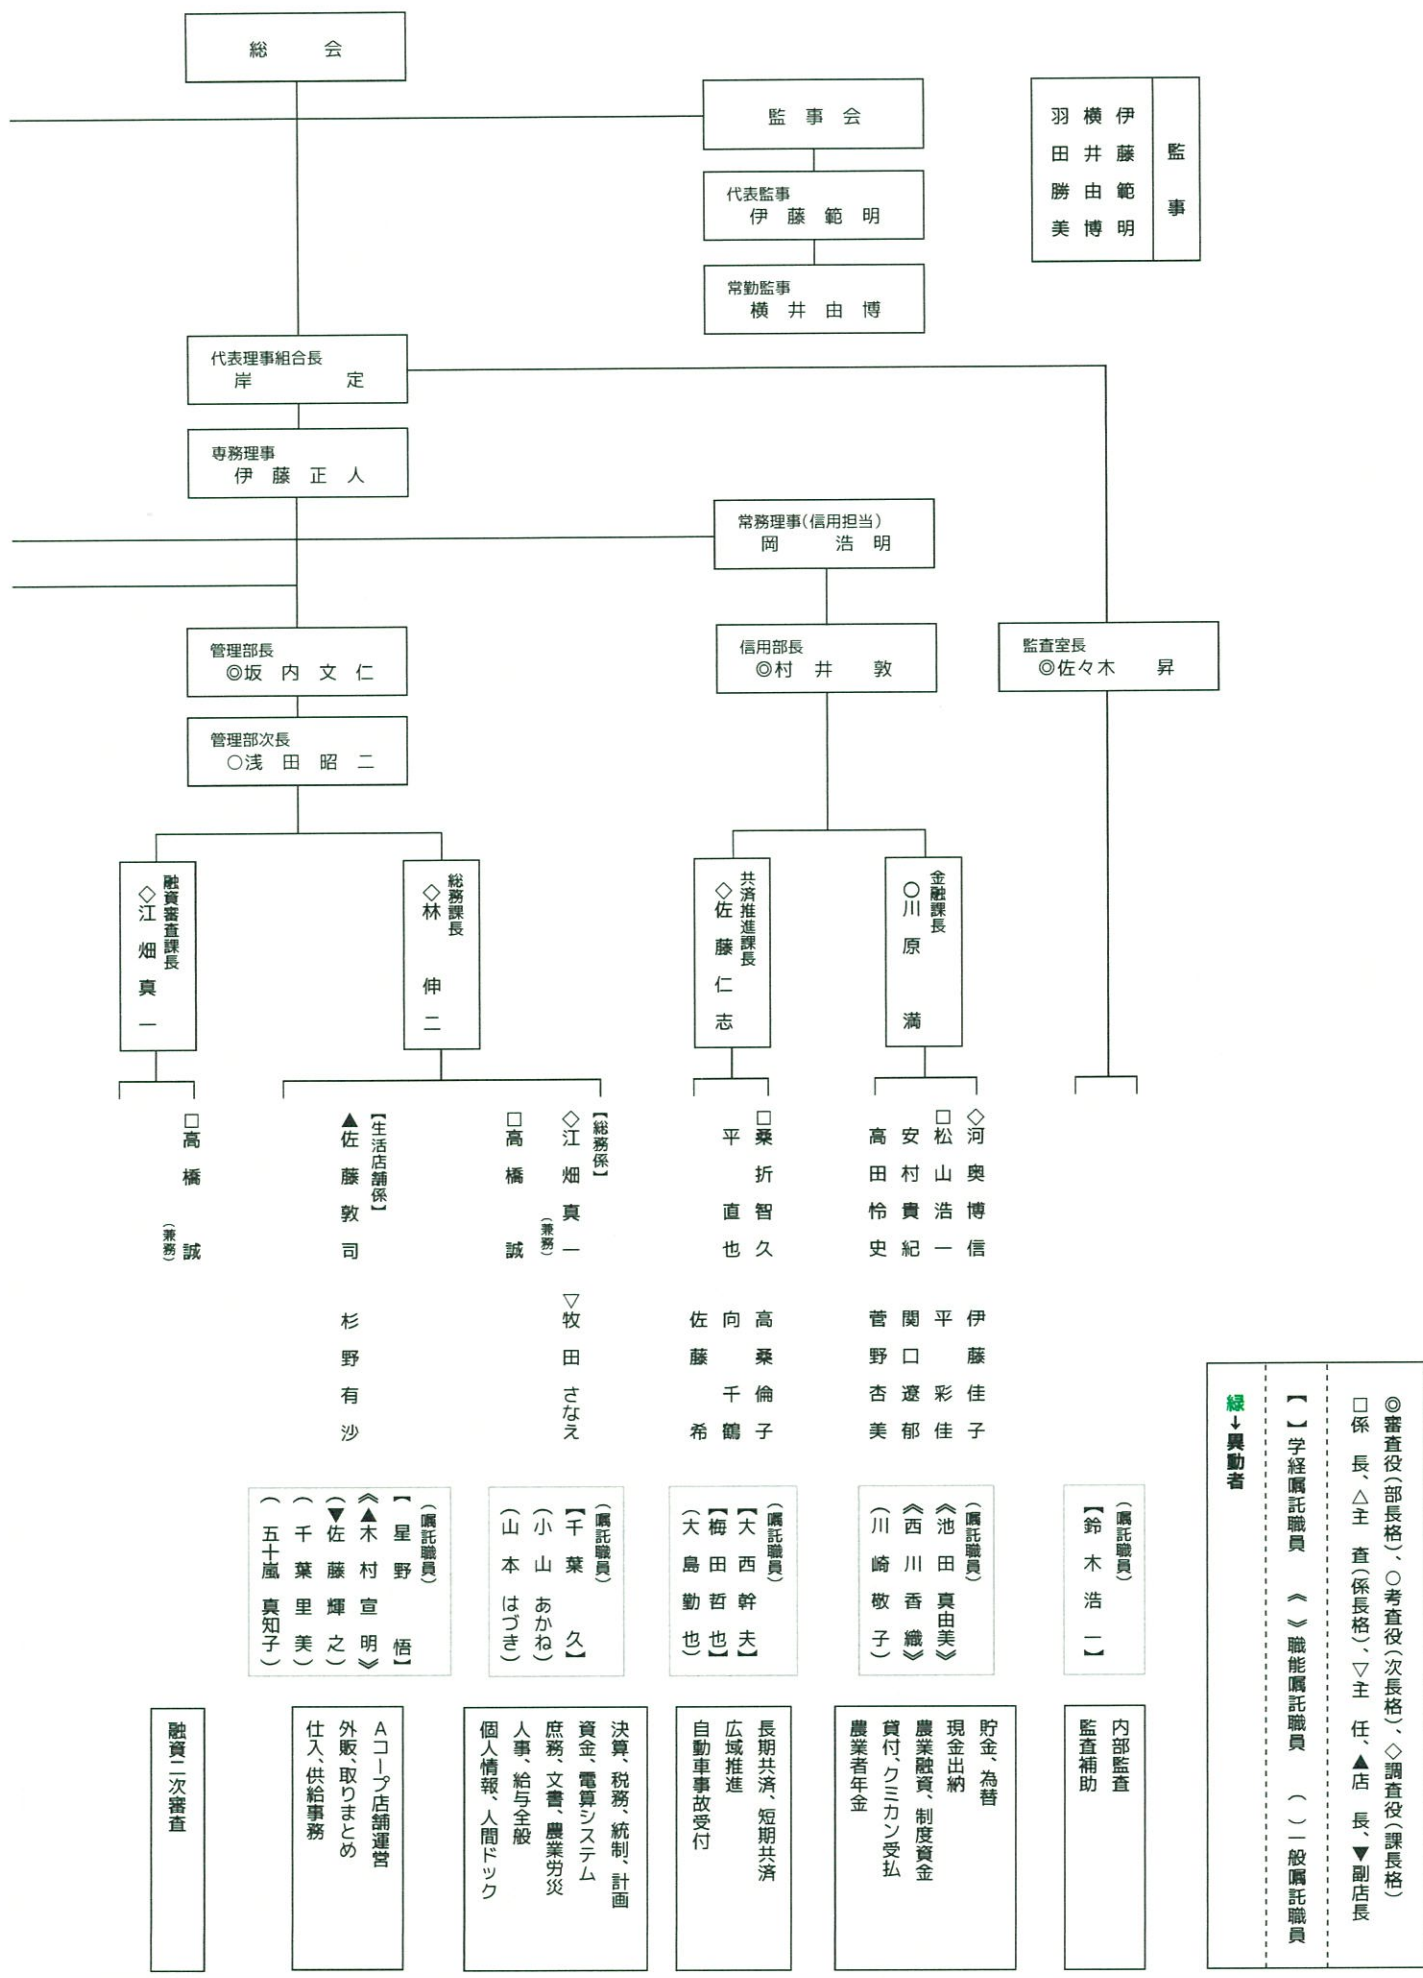 総会
監事会
代表監事
伊藤範明
常勤監事
横井由博
監事
伊藤範明
横井由博
羽田勝美
代表理事組合長
岸 定
専務理事
伊藤正人
常務理事(信用担当)
岡 浩明
管理部長
◎坂内文仁
信用部長
◎村井 敦
監査室長
◎佐々木 昇
管理部次長
○浅田昭二
金融課長
○川原 満
共済推進課長
◇佐藤仁志
総務課長
◇林 伸二
融資審査課長
◇江畑真一
◇河奥博信 伊藤佳子
□松山浩一 平 彩佳
安村貴紀 関口遼郁
高田怜史 菅野杏美
□桑折智久 高桑倫子
平 直也 向 千鶴
佐藤 希
【総務係】
◇江畑真一 ▽牧田さなえ
(兼務)
□高橋 誠
【生活店舗係】
▲佐藤敦司 杉野有沙
□高橋 誠
(兼務)
(嘱託職員)
【鈴木浩一】
(嘱託職員)
《池田真由美》
《西川香織》
(川崎敬子)
(嘱託職員)
【大西幹夫】
【梅田哲也】
(大島勤也)
(嘱託職員)
【千葉 久】
(小山あかね)
(山本はづき)
(嘱託職員)
【星野 悟】
《▲木村宣明》
(▼佐藤輝之)
(千葉里美)
(五十嵐真知子)
内部監査
監査補助
貯金、為替
現金出納
農業融資、制度資金
貸付、クミカン受払
農業者年金
長期共済、短期共済
広域推進
自動車事故受付
決算、税務、統制、計画
資金、電算システム
庶務、文書、農業労災
人事、給与全般
個人情報、人間ドック
Aコープ店舗運営
外販、取りまとめ
仕入、供給事務
融資二次審査
◎審査役(部長格)、○考査役(次長格)、◇調査役(課長格)
□係 長、△主 査(係長格)、▽主 任、▲店 長、▼副店長
【 】学経嘱託職員 《 》職能嘱託職員 ( )一般嘱託職員
緑→異動者